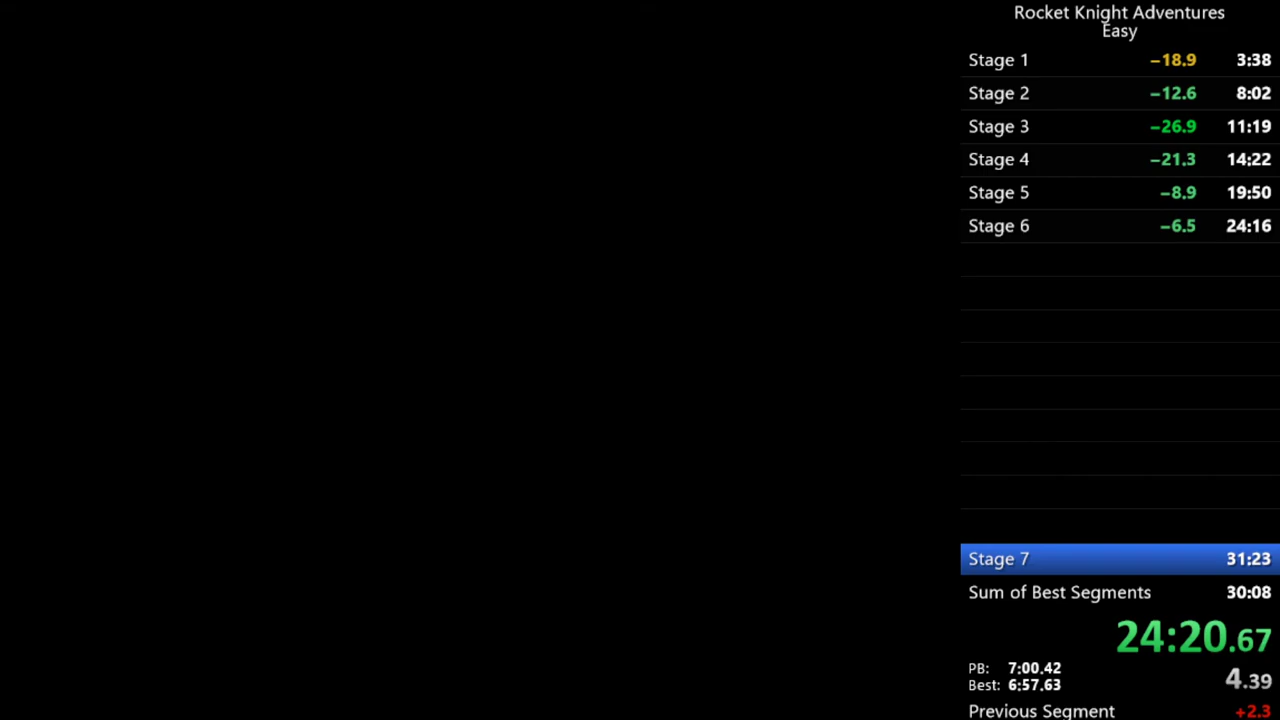 Rocket Knight Adventures
Easy
Stage 1 −18.9 3:38
Stage 2 −12.6 8:02
Stage 3 −26.9 11:19
Stage 4 −21.3 14:22
Stage 5 −8.9 19:50
Stage 6 −6.5 24:16
Stage 7 31:23
Sum of Best Segments 30:08
24:20.67
PB: 7:00.42
Best: 6:57.63
4.39
Previous Segment +2.3